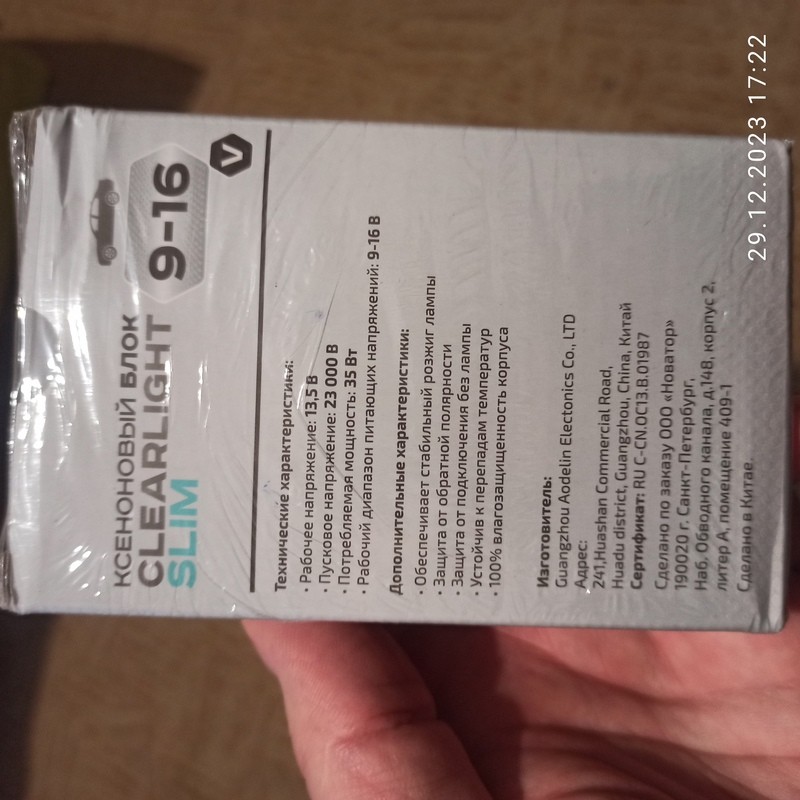 КСЕНОНОВЫЙ БЛОК
CLEARLIGHT
SLIM
9-16
V
Технические характеристики:
· Рабочее напряжение: 13,5 В
· Пусковое напряжение: 23 000 В
· Потребляемая мощность: 35 Вт
· Рабочий диапазон питающих напряжений: 9-16 В
Дополнительные характеристики:
· Обеспечивает стабильный розжиг лампы
· Защита от обратной полярности
· Защита от подключения без лампы
· Устойчив к перепадам температур
· 100% влагозащищенность корпуса
Изготовитель:
Guangzhou Aodelin Electonics Co., LTD
Адрес:
241,Huashan Commercial Road,
Huadu district, Guangzhou, China, Китай
Сертификат: RU C-CN.OC13.B.01987
Сделано по заказу ООО «Новатор»
190020 г. Санкт-Петербург,
Наб. Обводного канала, д.148, корпус 2,
литер А, помещение 409-1
Сделано в Китае.
29.12.2023 17:22